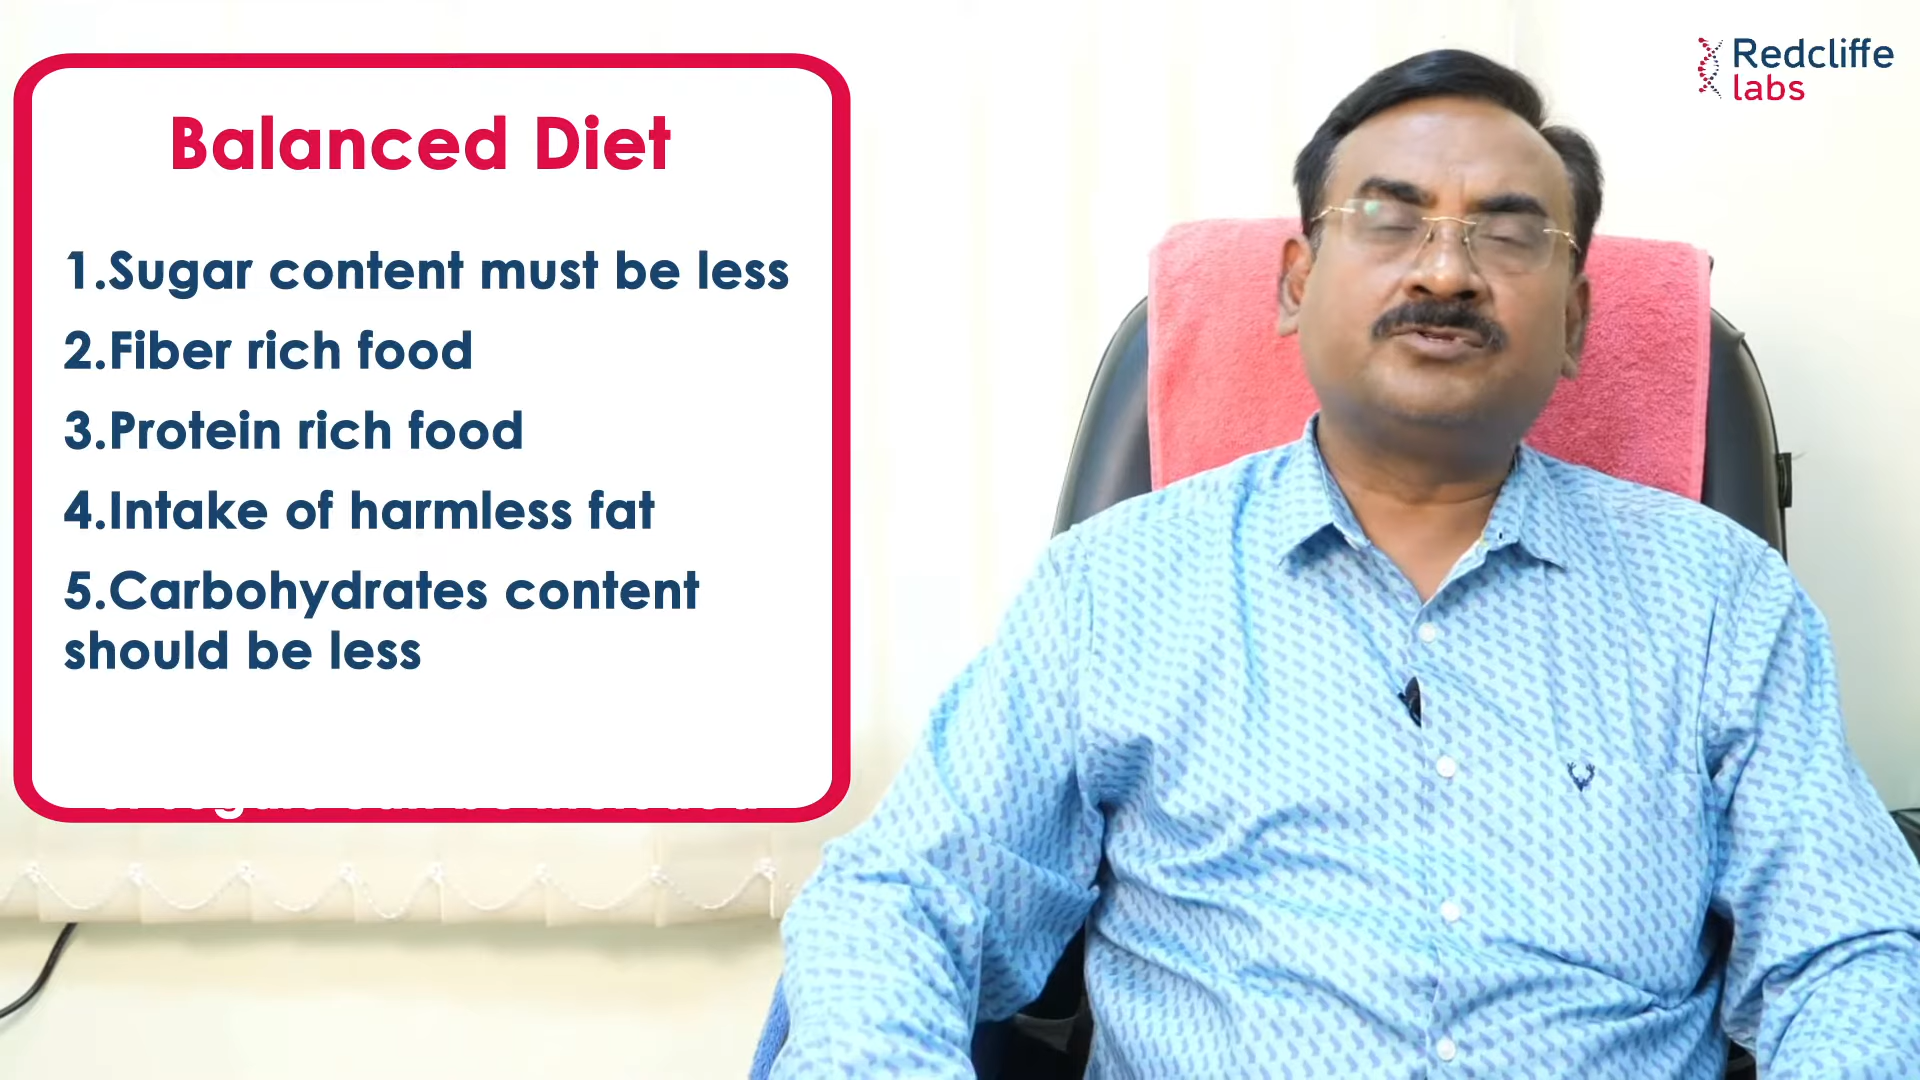 Balanced Diet
1.Sugar content must be less
2.Fiber rich food
3.Protein rich food
4.Intake of harmless fat
5.Carbohydrates content
should be less
Redcliffe
labs